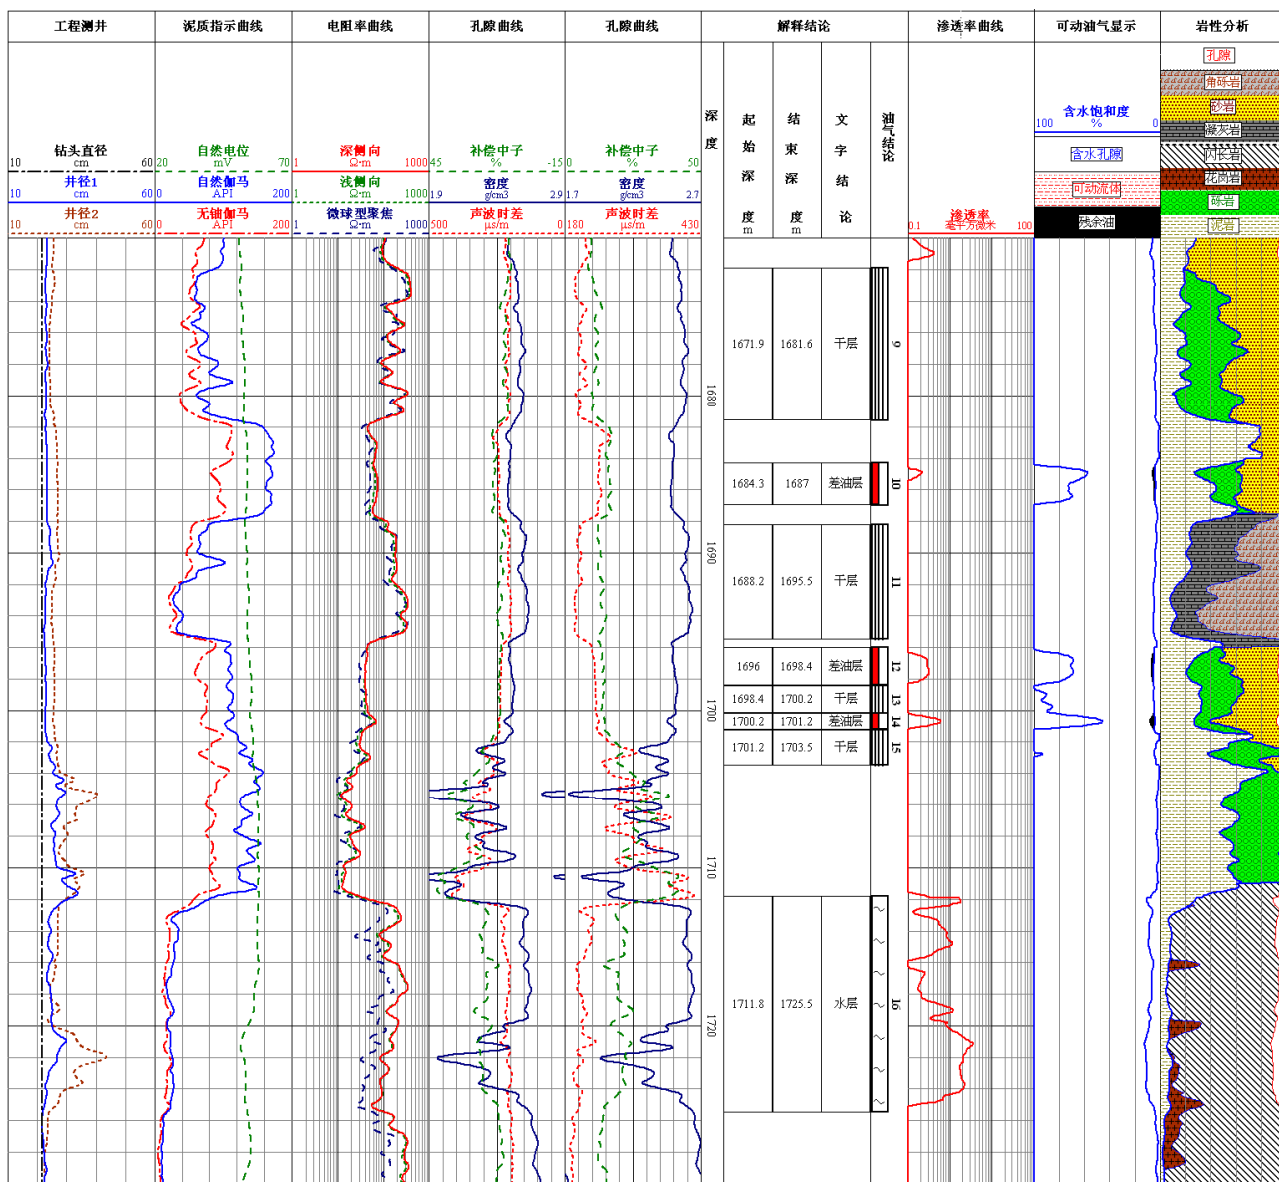 工程测井 泥质指示曲线 电阻率曲线 孔隙曲线 孔隙曲线 解释结论 渗透率曲线 可动油气显示 岩性分析
钻头直径
10 cm 60
井径1
10 cm 60
井径2
10 cm 60
自然电位
20 mV 70
自然伽马
0 API 200
无铀伽马
0 API 200
深侧向
1 Ω·m 1000
浅侧向
1 Ω·m 1000
微球型聚焦
1 Ω·m 1000
补偿中子
45 % -15
密度
1.9 g/cm3 2.9
声波时差
500 μs/m 0
补偿中子
0 % 50
密度
1.7 g/cm3 2.7
声波时差
180 μs/m 430
深度
起始深度
m
结束深度
m
文字结论
油气结论
渗透率
0.1 毫平方微米 100
含水饱和度
100 % 0
含水孔隙
可动流体
残余油
孔隙
角砾岩
砂岩
凝灰岩
闪长岩
花岗岩
砾岩
泥岩
1671.9 1681.6 干层 9
1680
1684.3 1687 差油层 10
1690
1688.2 1695.5 干层 11
1696 1698.4 差油层 12
1698.4 1700.2 干层 13
1700
1700.2 1701.2 差油层 14
1701.2 1703.5 干层 15
1710
1711.8 1725.5 水层 16
1720